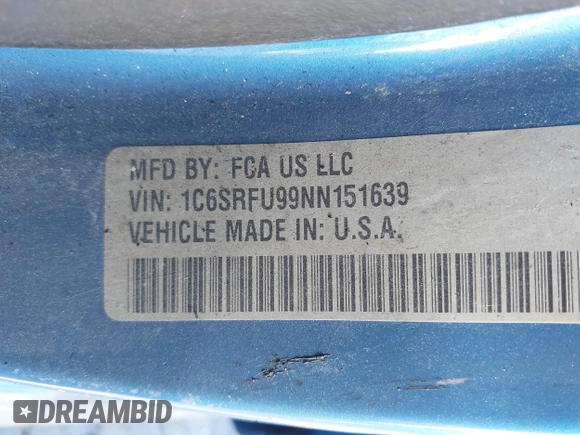 MFD BY: FCA US LLC
VIN: 1C6SRFU99NN151639
VEHICLE MADE IN: U.S.A.
DREAMBID